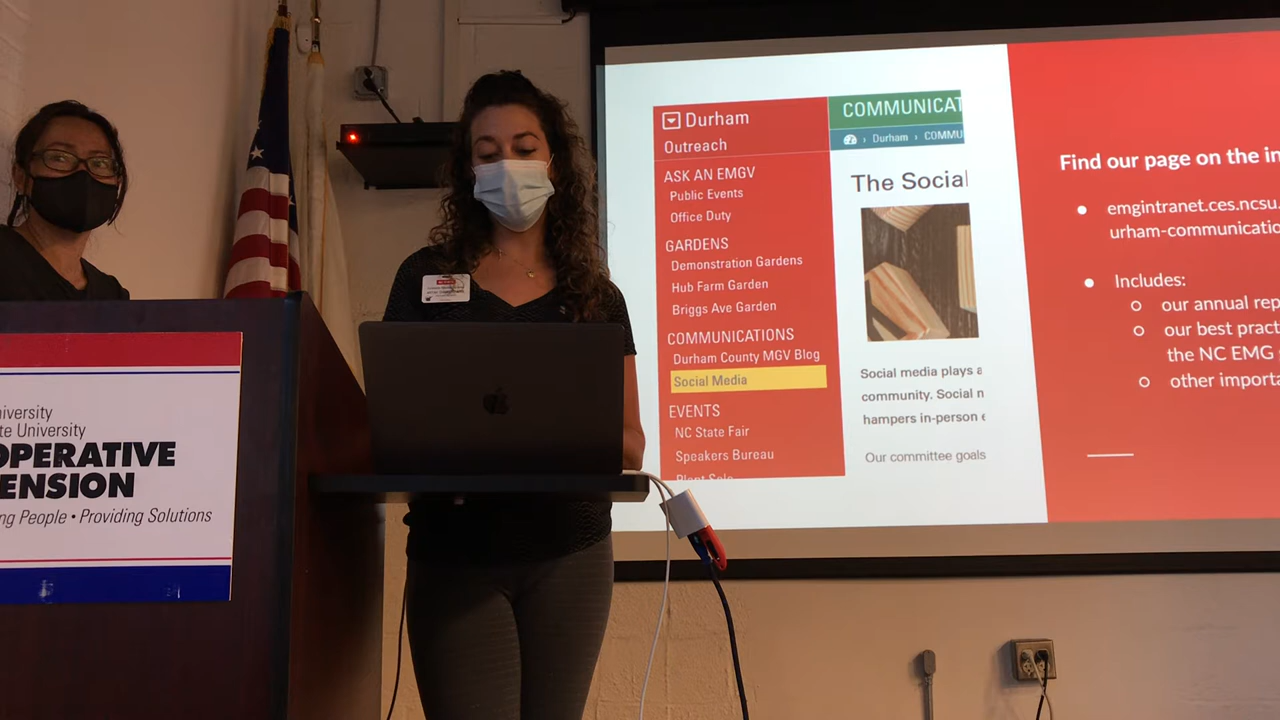 niversity
te University
OPERATIVE
ENSION
ng People • Providing Solutions
Durham
Outreach
ASK AN EMGV
Public Events
Office Duty
GARDENS
Demonstration Gardens
Hub Farm Garden
Briggs Ave Garden
COMMUNICATIONS
Durham County MGV Blog
Social Media
EVENTS
NC State Fair
Speakers Bureau
Plant Sale
COMMUNICAT
Durham › COMMU
The Social
Social media plays a
community. Social n
hampers in-person e
Our committee goals
Find our page on the in
• emgintranet.ces.ncsu.
urham-communicatio
• Includes:
○ our annual rep
○ our best pract
the NC EMG
○ other importa